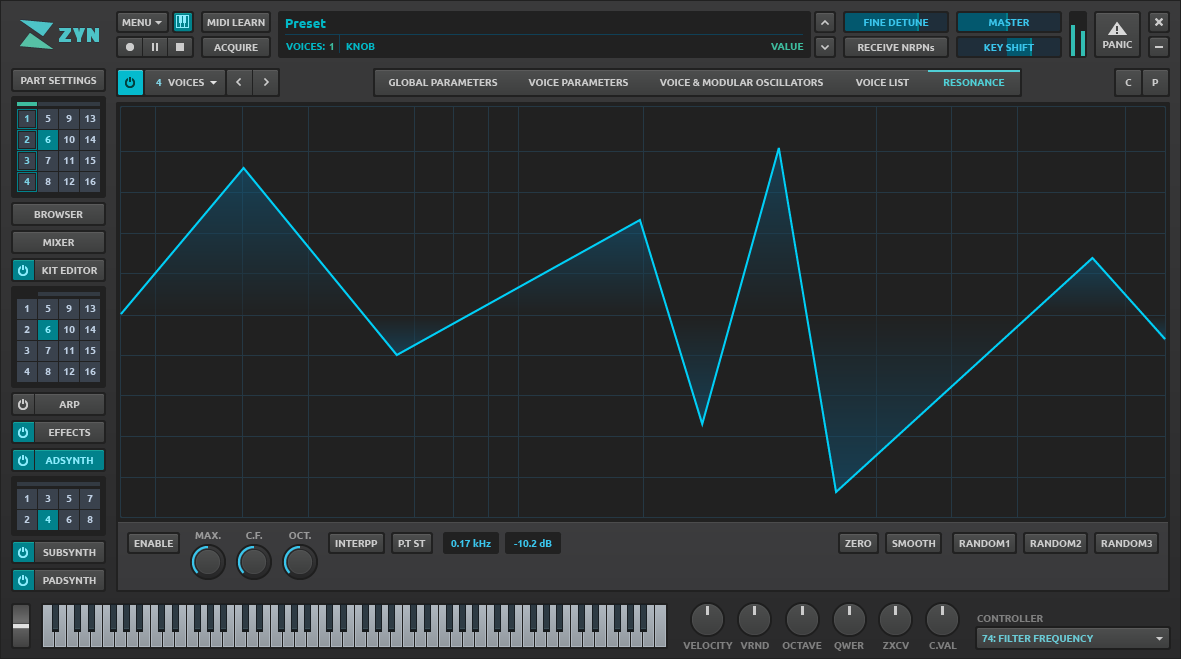 ZYN
MENU
MIDI LEARN
ACQUIRE
Preset
VOICES: 1 KNOB VALUE
FINE DETUNE MASTER
RECEIVE NRPNs KEY SHIFT
PANIC
PART SETTINGS
4 VOICES
GLOBAL PARAMETERS VOICE PARAMETERS VOICE & MODULAR OSCILLATORS VOICE LIST RESONANCE
C P
1 5 9 13
2 6 10 14
3 7 11 15
4 8 12 16
BROWSER
MIXER
KIT EDITOR
1 5 9 13
2 6 10 14
3 7 11 15
4 8 12 16
ARP
EFFECTS
ADSYNTH
1 3 5 7
2 4 6 8
SUBSYNTH
PADSYNTH
ENABLE
MAX. C.F. OCT.
INTERPP P.T ST 0.17 kHz -10.2 dB
ZERO SMOOTH RANDOM1 RANDOM2 RANDOM3
VELOCITY VRND OCTAVE QWER ZXCV C.VAL
CONTROLLER
74: FILTER FREQUENCY